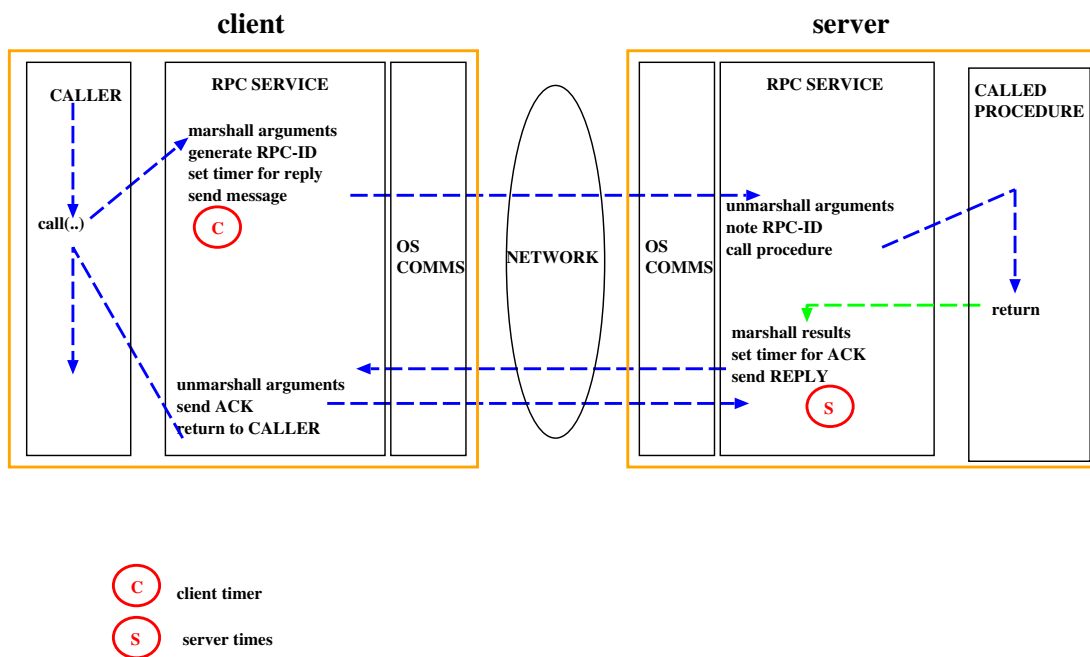 client
server
CALLER
RPC SERVICE
marshall arguments
generate RPC-ID
set timer for reply
send message
C
call(..)
OS
COMMS
unmarshall arguments
send ACK
return to CALLER
NETWORK
OS
COMMS
RPC SERVICE
unmarshall arguments
note RPC-ID
call procedure
marshall results
set timer for ACK
send REPLY
S
CALLED
PROCEDURE
return
C
client timer
S
server times